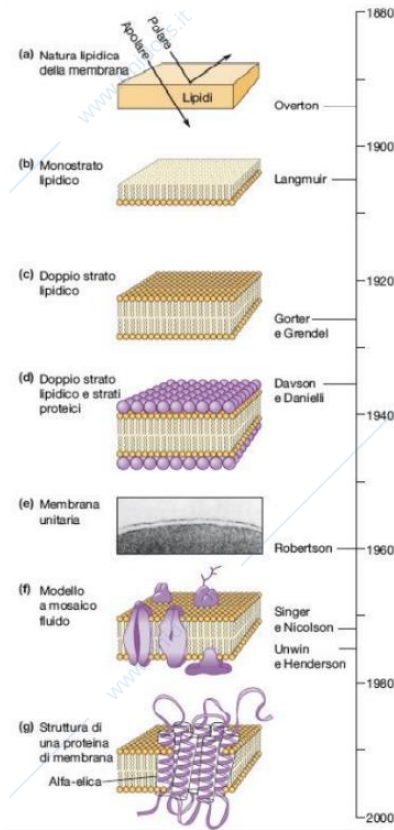 1880
Polare
Apolare
(a) Natura lipidica
della membrana
Lipidi
Overton
1900
(b) Monostrato
lipidico
Langmuir
1920
(c) Doppio strato
lipidico
Gorter
e Grendel
(d) Doppio strato
lipidico e strati
proteici
Davson
e Danielli
1940
(e) Membrana
unitaria
Robertson
1960
(f) Modello
a mosaico
fluido
Singer
e Nicolson
Unwin
e Henderson
1980
(g) Struttura di
una proteina
di membrana
Alfa-elica
2000